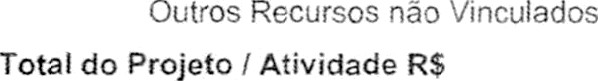 Outros Recursos não Vinculados
Total do Projeto / Atividade R$